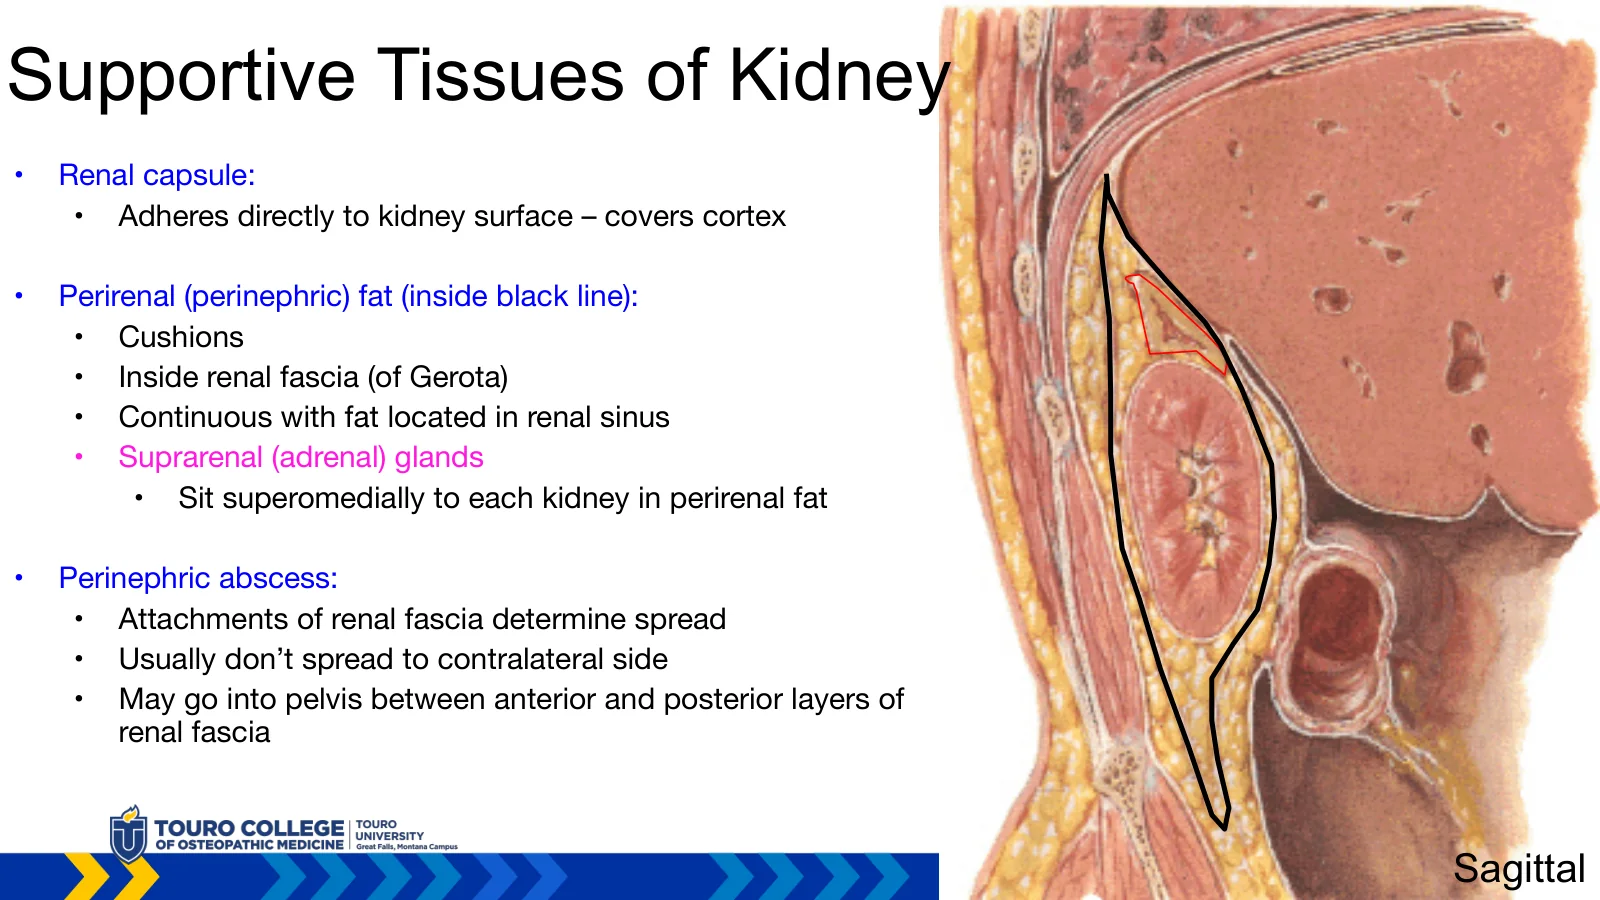 Supportive Tissues of Kidney
• Renal capsule:
• Adheres directly to kidney surface – covers cortex
• Perirenal (perinephric) fat (inside black line):
• Cushions
• Inside renal fascia (of Gerota)
• Continuous with fat located in renal sinus
• Suprarenal (adrenal) glands
• Sit superomedially to each kidney in perirenal fat
• Perinephric abscess:
• Attachments of renal fascia determine spread
• Usually don’t spread to contralateral side
• May go into pelvis between anterior and posterior layers of
renal fascia
TOURO COLLEGE
OF OSTEOPATHIC MEDICINE
TOURO
UNIVERSITY
Great Falls, Montana Campus
Sagittal